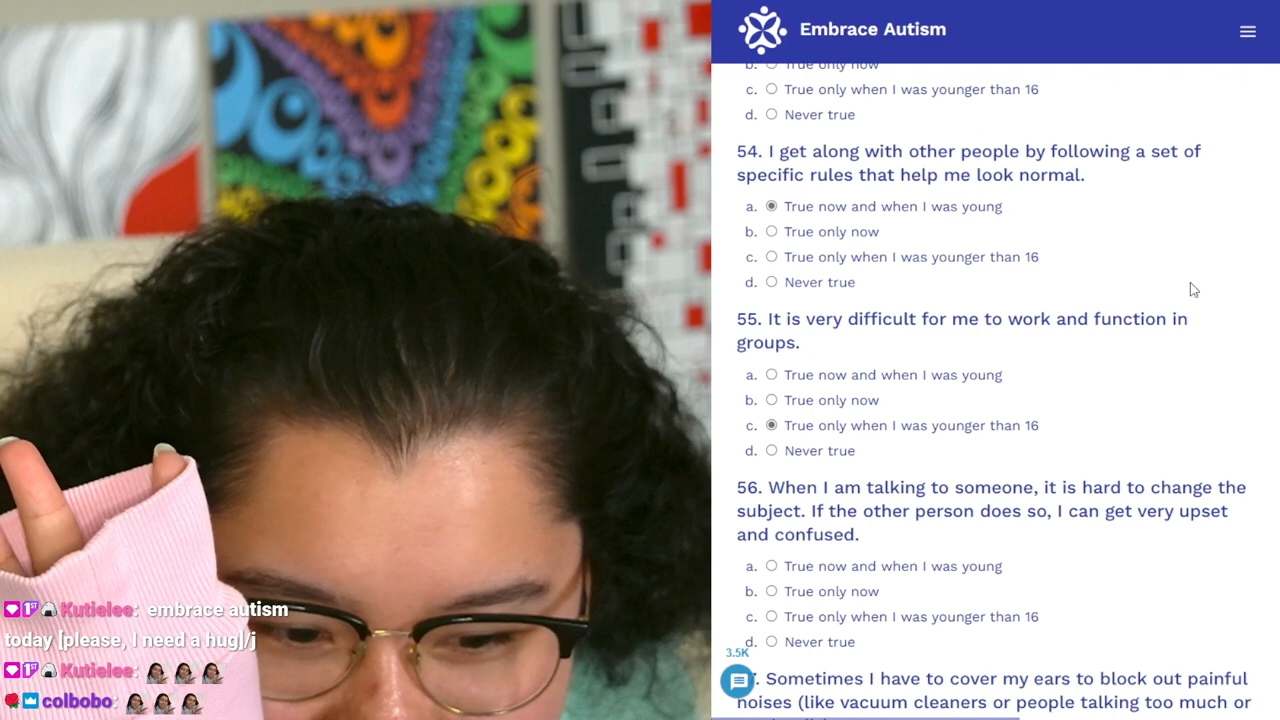 Embrace Autism
b. True only now
c. True only when I was younger than 16
d. Never true
54. I get along with other people by following a set of
specific rules that help me look normal.
a. True now and when I was young
b. True only now
c. True only when I was younger than 16
d. Never true
55. It is very difficult for me to work and function in
groups.
a. True now and when I was young
b. True only now
c. True only when I was younger than 16
d. Never true
56. When I am talking to someone, it is hard to change the
subject. If the other person does so, I can get very upset
and confused.
a. True now and when I was young
b. True only now
c. True only when I was younger than 16
d. Never true
3.5K
7. Sometimes I have to cover my ears to block out painful
noises (like vacuum cleaners or people talking too much or
1ST Kutielee: embrace autism
today [please, I need a hug]/j
1ST Kutielee:
colbobo: